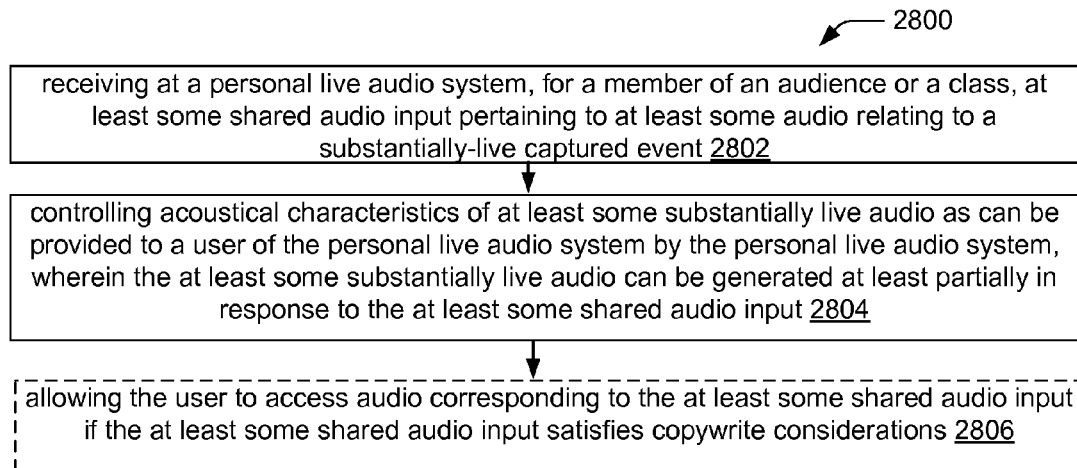 2800
receiving at a personal live audio system, for a member of an audience or a class, at
least some shared audio input pertaining to at least some audio relating to a
substantially-live captured event 2802
controlling acoustical characteristics of at least some substantially live audio as can be
provided to a user of the personal live audio system by the personal live audio system,
wherein the at least some substantially live audio can be generated at least partially in
response to the at least some shared audio input 2804
allowing the user to access audio corresponding to the at least some shared audio input
if the at least some shared audio input satisfies copywrite considerations 2806